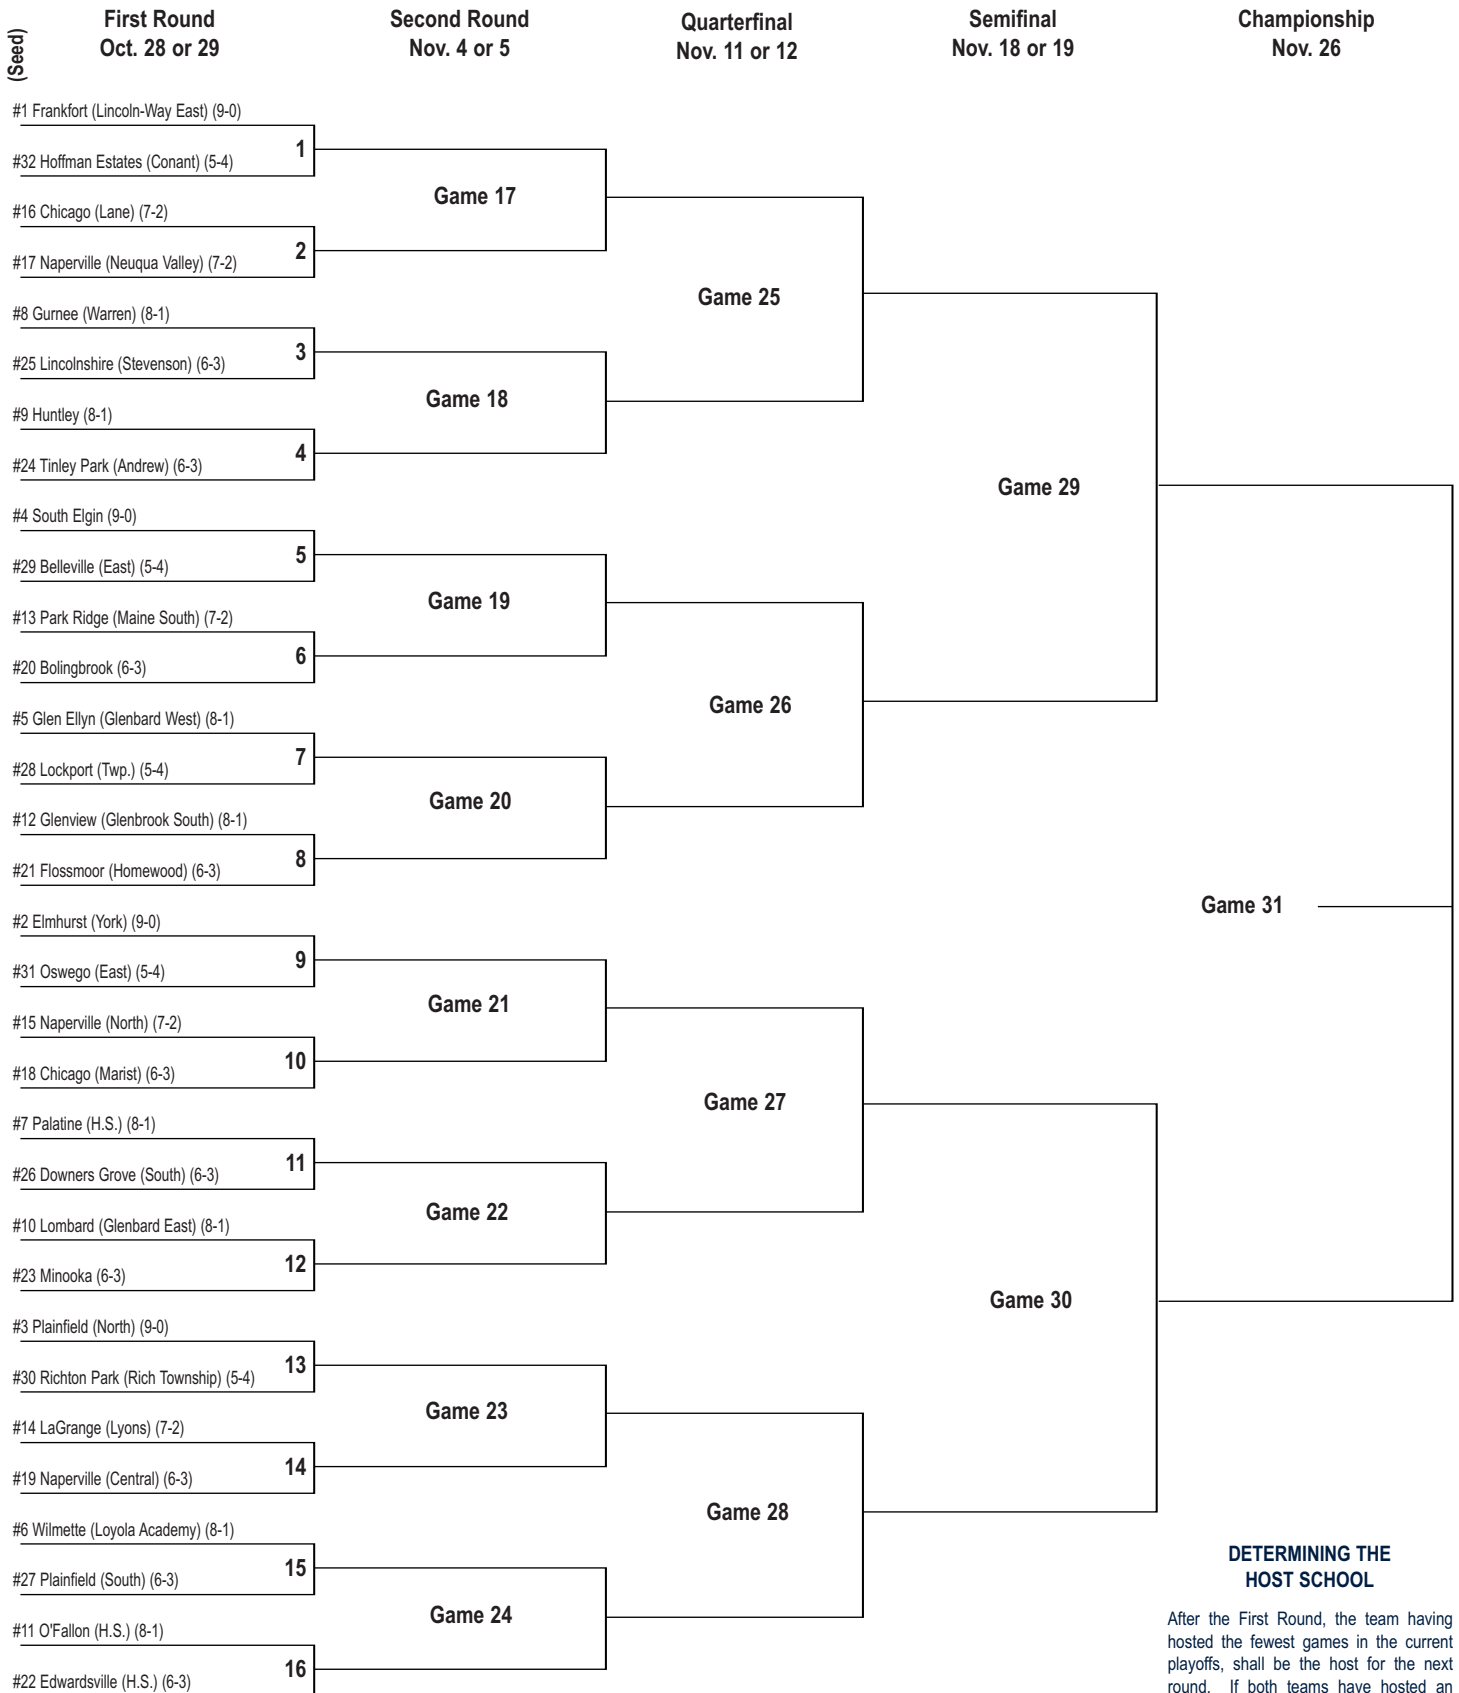 (Seed)
First Round
Oct. 28 or 29
Second Round
Nov. 4 or 5
Quarterfinal
Nov. 11 or 12
Semifinal
Nov. 18 or 19
Championship
Nov. 26
#1 Frankfort (Lincoln-Way East) (9-0)
1
#32 Hoffman Estates (Conant) (5-4)
Game 17
#16 Chicago (Lane) (7-2)
2
#17 Naperville (Neuqua Valley) (7-2)
Game 25
#8 Gurnee (Warren) (8-1)
3
#25 Lincolnshire (Stevenson) (6-3)
Game 18
#9 Huntley (8-1)
4
#24 Tinley Park (Andrew) (6-3)
Game 29
#4 South Elgin (9-0)
5
#29 Belleville (East) (5-4)
Game 19
#13 Park Ridge (Maine South) (7-2)
6
#20 Bolingbrook (6-3)
Game 26
#5 Glen Ellyn (Glenbard West) (8-1)
7
#28 Lockport (Twp.) (5-4)
Game 20
#12 Glenview (Glenbrook South) (8-1)
8
#21 Flossmoor (Homewood) (6-3)
Game 31
#2 Elmhurst (York) (9-0)
9
#31 Oswego (East) (5-4)
Game 21
#15 Naperville (North) (7-2)
10
#18 Chicago (Marist) (6-3)
Game 27
#7 Palatine (H.S.) (8-1)
11
#26 Downers Grove (South) (6-3)
Game 22
#10 Lombard (Glenbard East) (8-1)
12
#23 Minooka (6-3)
Game 30
#3 Plainfield (North) (9-0)
13
#30 Richton Park (Rich Township) (5-4)
Game 23
#14 LaGrange (Lyons) (7-2)
14
#19 Naperville (Central) (6-3)
Game 28
#6 Wilmette (Loyola Academy) (8-1)
15
#27 Plainfield (South) (6-3)
Game 24
#11 O'Fallon (H.S.) (8-1)
16
#22 Edwardsville (H.S.) (6-3)
DETERMINING THE
HOST SCHOOL
After the First Round, the team having
hosted the fewest games in the current
playoffs, shall be the host for the next
round. If both teams have hosted an